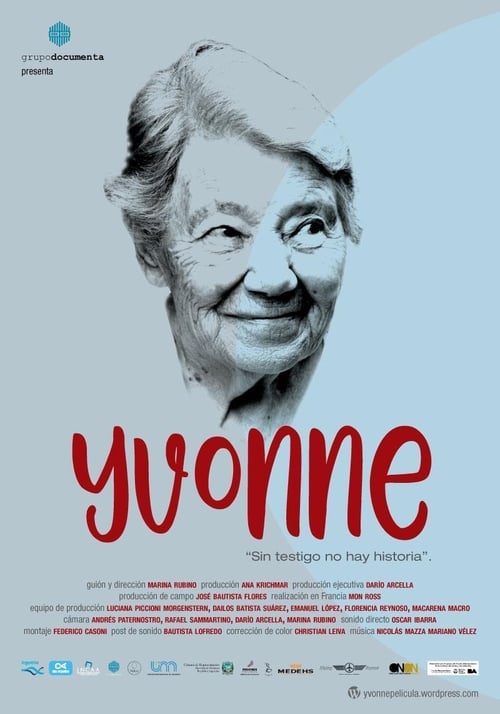 grupodocumenta
presenta
yvonne
“Sin testigo no hay historia”.
guión y dirección MARINA RUBINO producción ANA KRICHMAR producción ejecutiva DARÍO ARCELLA
producción de campo JOSÉ BAUTISTA FLORES realización en Francia MON ROSS
equipo de producción LUCIANA PICCIONI MORGENSTERN, DAILOS BATISTA SUÁREZ, EMANUEL LÓPEZ, FLORENCIA REYNOSO, MACARENA MACRO
cámara ANDRÉS PATERNOSTRO, RAFAEL SAMMARTINO, DARÍO ARCELLA, MARINA RUBINO sonido directo OSCAR IBARRA
montaje FEDERICO CASONI post de sonido BAUTISTA LOFREDO corrección de color CHRISTIAN LEIVA música NICOLÁS MAZZA MARIANO VÉLEZ
INCAA
MEDEHS
yvonnepelicula.wordpress.com